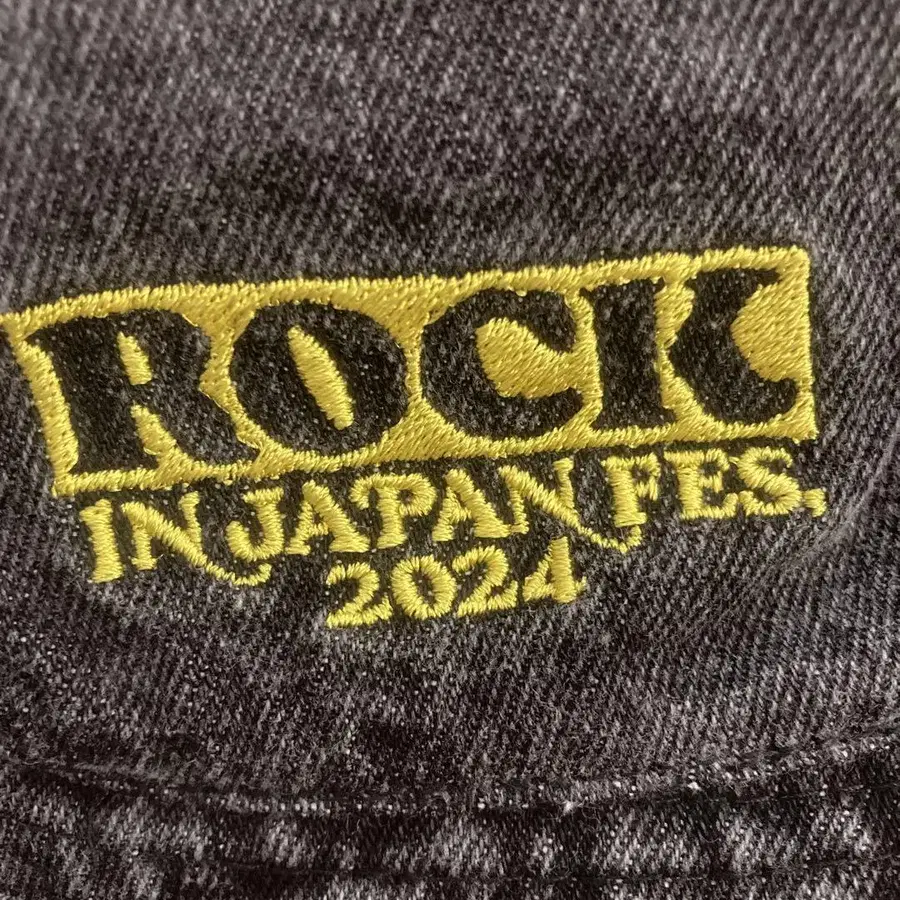 ROCK
IN JAPAN FES.
2024